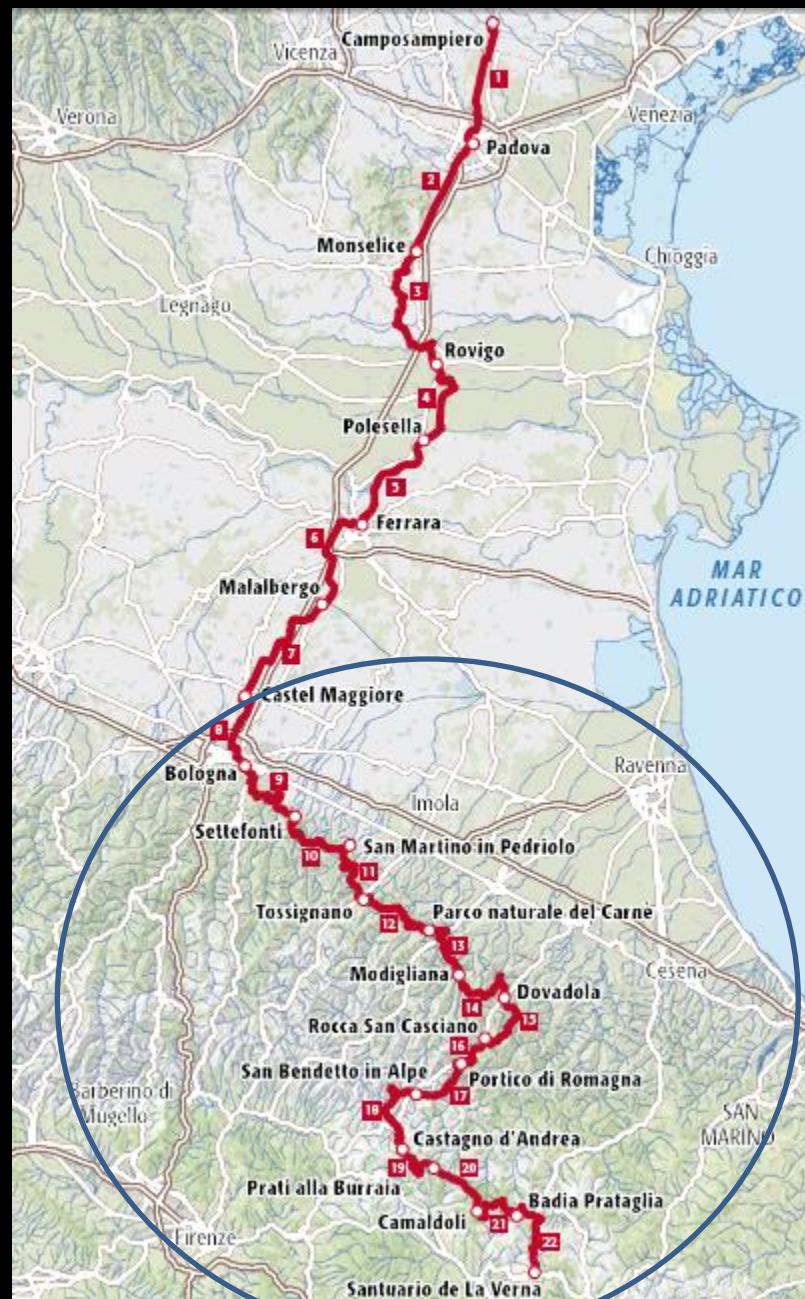 Camposampiero
Vicenza
1
Verona
Venezia
Padova
2
Monselice
Chioggia
3
Legnago
Rovigo
4
Polesella
5
Ferrara
6
MAR
ADRIATICO
Malalbergo
7
Castel Maggiore
8
Bologna
Ravenna
9
Imola
Settefonti
San Martino in Pedriolo
10
11
Tossignano
Parco naturale del Carnè
12
13
Modigliana
Cesena
Dovadola
14
15
Rocca San Casciano
16
San Bendetto in Alpe
Portico di Romagna
17
Barberino di
Mugello
18
SAN
MARINO
Castagno d'Andrea
19
20
Prati alla Burraia
Badia Prataglia
Camaldoli
21
Firenze
22
Santuario de La Verna